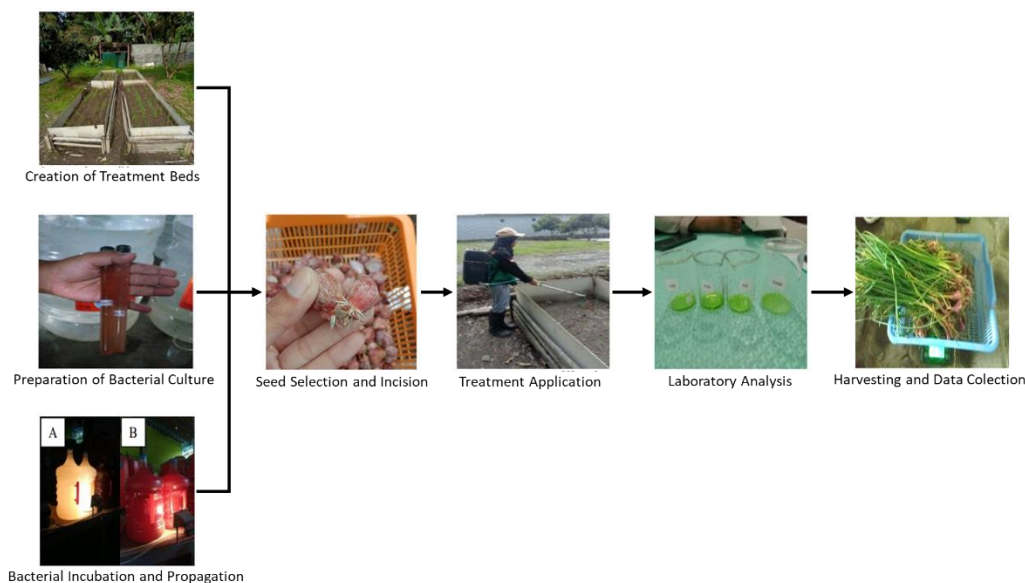 Creation of Treatment Beds
Preparation of Bacterial Culture
A B
Bacterial Incubation and Propagation
Seed Selection and Incision
Treatment Application
Laboratory Analysis
Harvesting and Data Colection